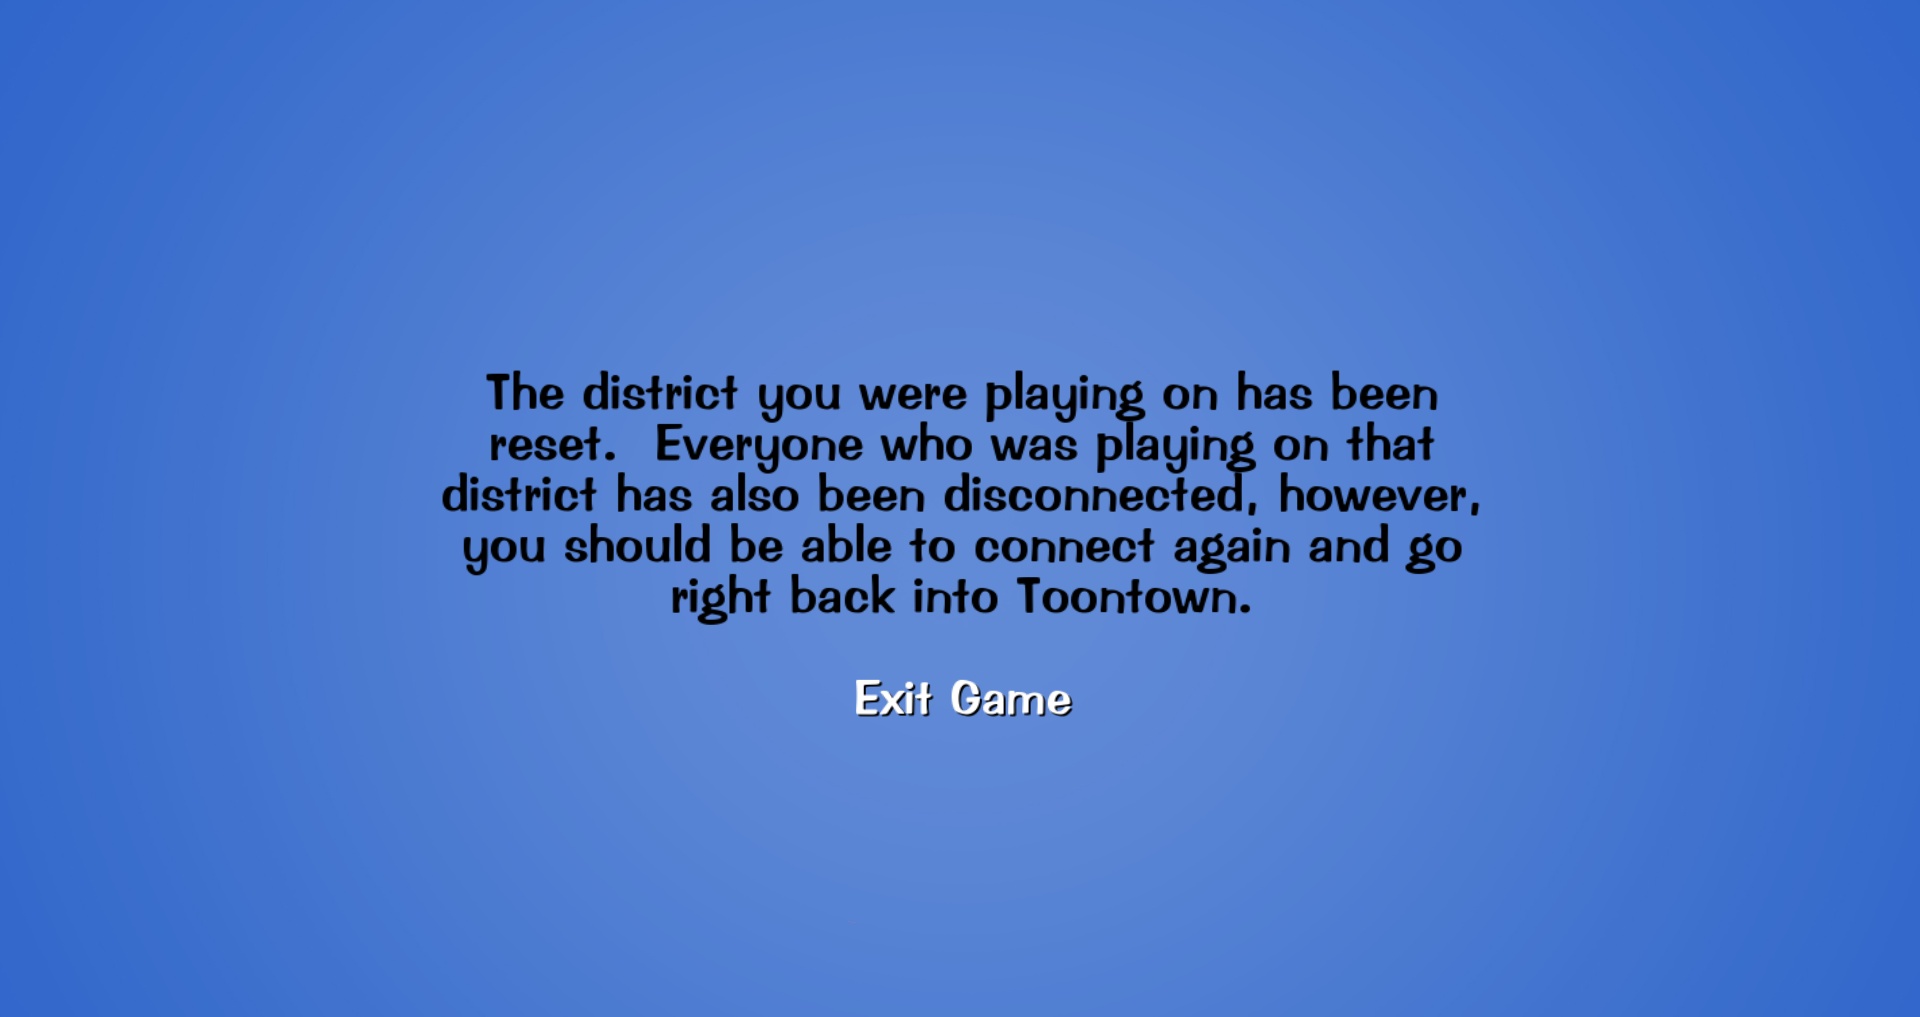 The district you were playing on has been
reset.  Everyone who was playing on that
district has also been disconnected, however,
you should be able to connect again and go
right back into Toontown.
Exit Game